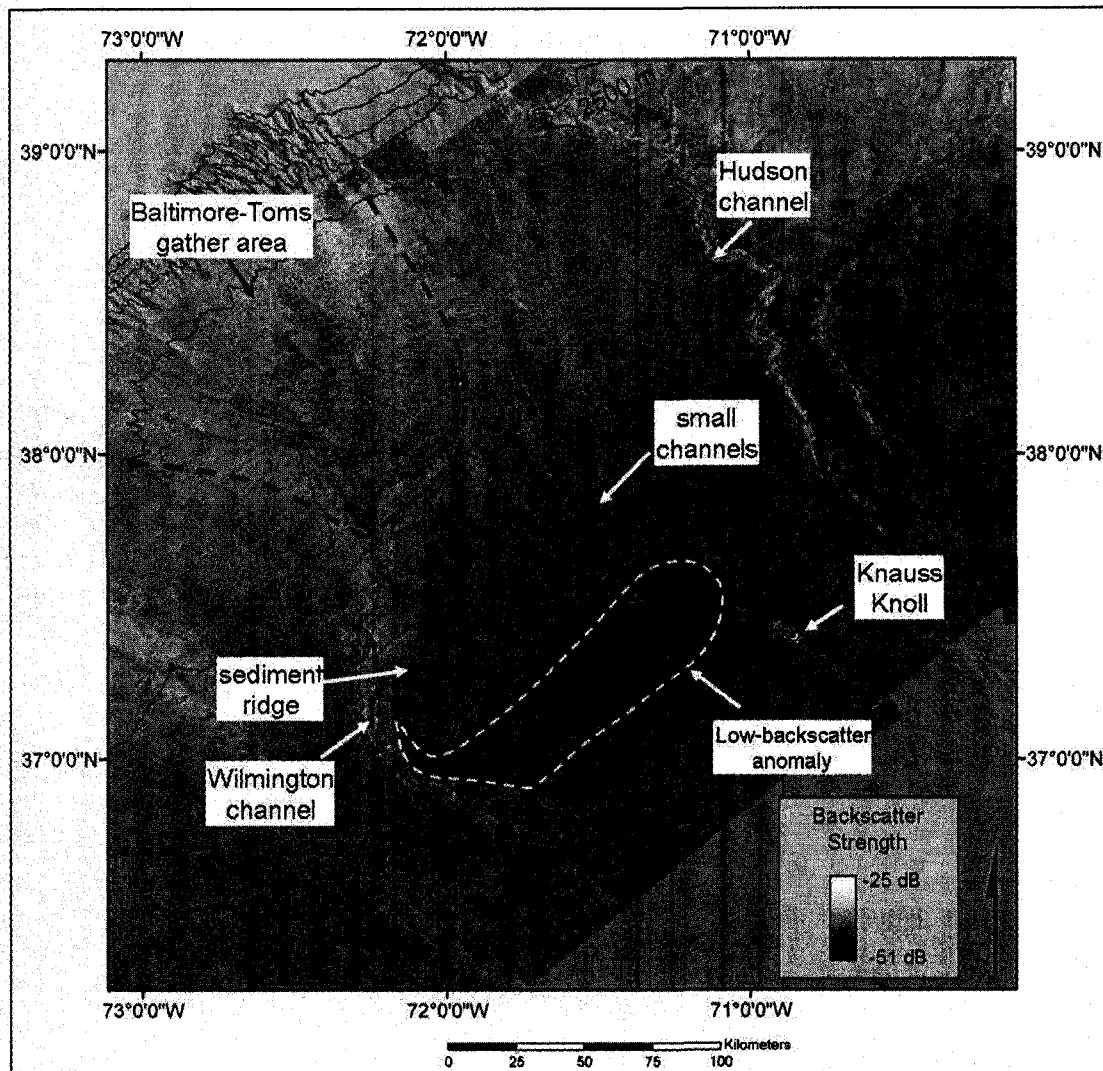 73°0'0"W 72°0'0"W 71°0'0"W
2500 m
39°0'0"N 39°0'0"N
Hudson
channel
Baltimore-Toms
gather area
small
channels
38°0'0"N 38°0'0"N
Knauss
Knoll
sediment
ridge
Low-backscatter
anomaly
37°0'0"N 37°0'0"N
Wilmington
channel
Backscatter
Strength
-25 dB
-51 dB
73°0'0"W 72°0'0"W 71°0'0"W
Kilometers
0 25 50 75 100